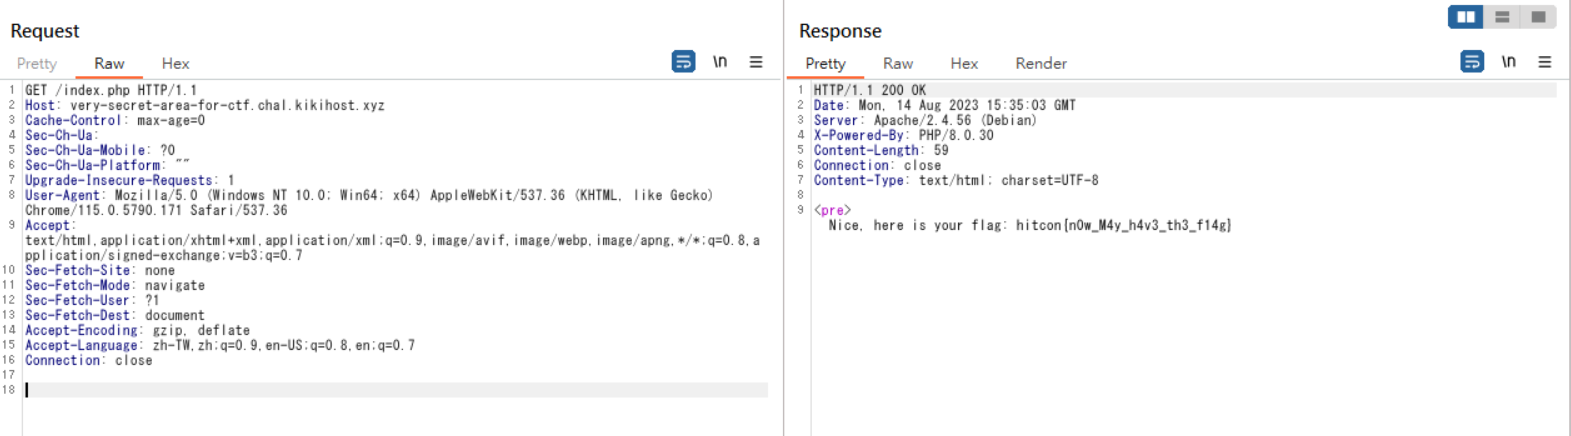 Request
Pretty Raw Hex
\n
1 GET /index.php HTTP/1.1
2 Host: very-secret-area-for-ctf.chal.kikihost.xyz
3 Cache-Control: max-age=0
4 Sec-Ch-Ua:
5 Sec-Ch-Ua-Mobile: ?0
6 Sec-Ch-Ua-Platform: ""
7 Upgrade-Insecure-Requests: 1
8 User-Agent: Mozilla/5.0 (Windows NT 10.0; Win64; x64) AppleWebKit/537.36 (KHTML, like Gecko)
Chrome/115.0.5790.171 Safari/537.36
9 Accept:
text/html,application/xhtml+xml,application/xml;q=0.9,image/avif,image/webp,image/apng,*/*;q=0.8,a
pplication/signed-exchange;v=b3;q=0.7
10 Sec-Fetch-Site: none
11 Sec-Fetch-Mode: navigate
12 Sec-Fetch-User: ?1
13 Sec-Fetch-Dest: document
14 Accept-Encoding: gzip, deflate
15 Accept-Language: zh-TW,zh;q=0.9,en-US;q=0.8,en;q=0.7
16 Connection: close
17
18
Response
Pretty Raw Hex Render
\n
1 HTTP/1.1 200 OK
2 Date: Mon, 14 Aug 2023 15:35:03 GMT
3 Server: Apache/2.4.56 (Debian)
4 X-Powered-By: PHP/8.0.30
5 Content-Length: 59
6 Connection: close
7 Content-Type: text/html; charset=UTF-8
8
9 <pre>
Nice, here is your flag: hitcon{n0w_M4y_h4v3_th3_f14g}